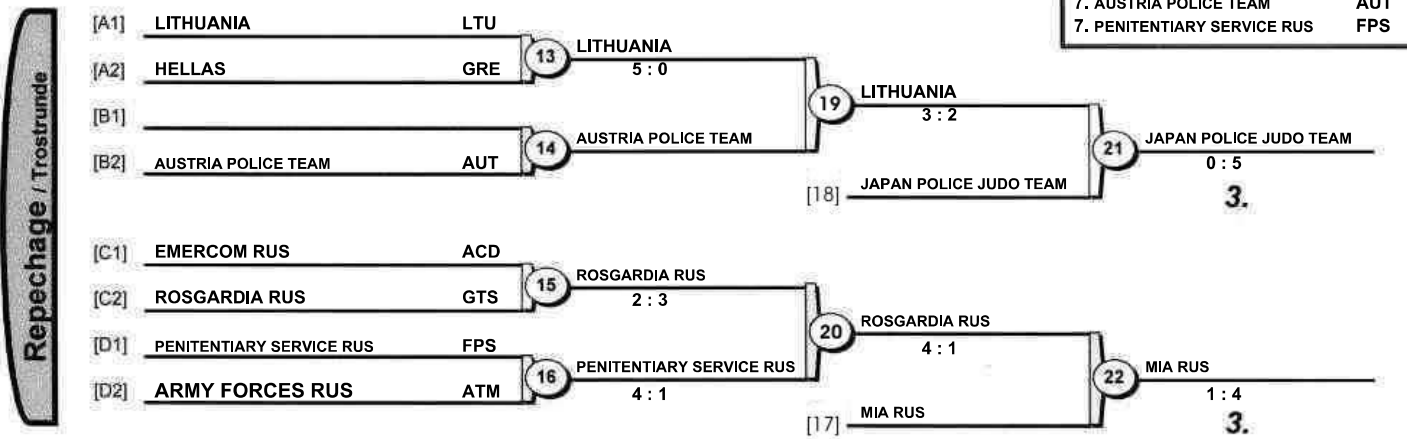 7. AUSTRIA POLICE TEAM AUT
7. PENITENTIARY SERVICE RUS FPS
Repechage / Trostrunde
[A1] LITHUANIA LTU
[A2] HELLAS GRE
13
LITHUANIA
5 : 0
[B1]
[B2] AUSTRIA POLICE TEAM AUT
14
AUSTRIA POLICE TEAM
19
LITHUANIA
3 : 2
[18] JAPAN POLICE JUDO TEAM
21
JAPAN POLICE JUDO TEAM
0 : 5
3.
[C1] EMERCOM RUS ACD
[C2] ROSGARDIA RUS GTS
15
ROSGARDIA RUS
2 : 3
[D1] PENITENTIARY SERVICE RUS FPS
[D2] ARMY FORCES RUS ATM
16
PENITENTIARY SERVICE RUS
4 : 1
20
ROSGARDIA RUS
4 : 1
[17] MIA RUS
22
MIA RUS
1 : 4
3.